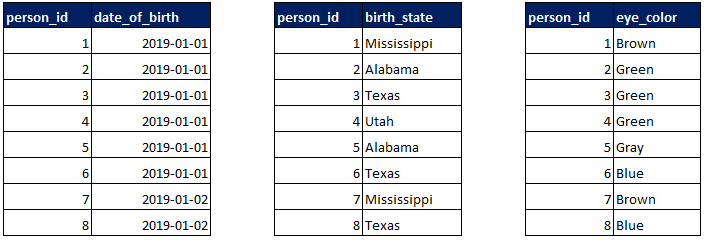 person_id date_of_birth
1 2019-01-01
2 2019-01-01
3 2019-01-01
4 2019-01-01
5 2019-01-01
6 2019-01-01
7 2019-01-02
8 2019-01-02
person_id birth_state
1 Mississippi
2 Alabama
3 Texas
4 Utah
5 Alabama
6 Texas
7 Mississippi
8 Texas
person_id eye_color
1 Brown
2 Green
3 Green
4 Green
5 Gray
6 Blue
7 Brown
8 Blue